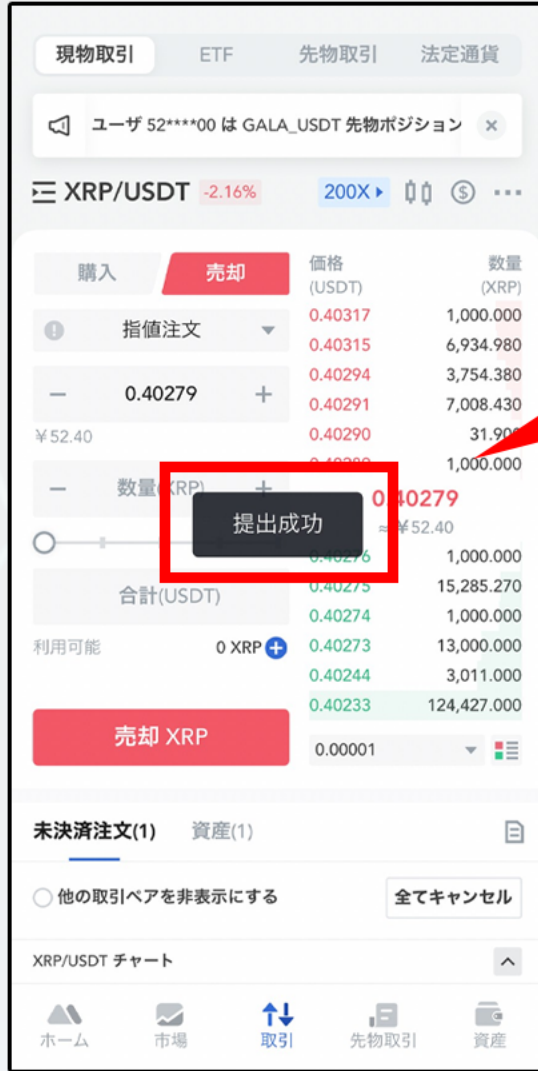 現物取引 ETF 先物取引 法定通貨
ユーザ 52****00 は GALA_USDT 先物ポジション ×
XRP/USDT -2.16% 200X
購入 売却
価格 数量
(USDT) (XRP)
指値注文
0.40317 1,000.000
0.40315 6,934.980
0.40294 3,754.380
− 0.40279 +
0.40291 7,008.430
¥52.40
0.40290
1,000.000
− 数量(XRP) +
提出成功
≈ ¥52.40
0.40276 1,000.000
合計(USDT)
0.40275 15,285.270
0.40274 1,000.000
利用可能 0 XRP
0.40273 13,000.000
0.40244 3,011.000
0.40233 124,427.000
売却 XRP
0.00001
未決済注文(1) 資産(1)
他の取引ペアを非表示にする 全てキャンセル
XRP/USDT チャート
ホーム 市場 取引 先物取引 資産